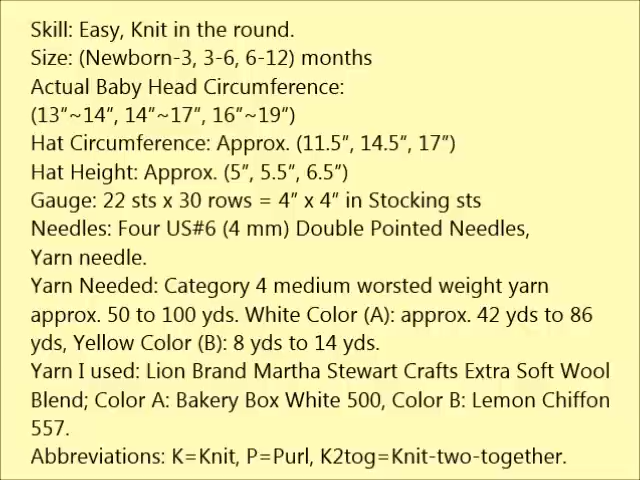 Skill: Easy, Knit in the round.
Size: (Newborn-3, 3-6, 6-12) months
Actual Baby Head Circumference:
(13”~14”, 14”~17”, 16”~19”)
Hat Circumference: Approx. (11.5”, 14.5”, 17”)
Hat Height: Approx. (5”, 5.5”, 6.5”)
Gauge: 22 sts x 30 rows = 4” x 4” in Stocking sts
Needles: Four US#6 (4 mm) Double Pointed Needles,
Yarn needle.
Yarn Needed: Category 4 medium worsted weight yarn
approx. 50 to 100 yds. White Color (A): approx. 42 yds to 86
yds, Yellow Color (B): 8 yds to 14 yds.
Yarn I used: Lion Brand Martha Stewart Crafts Extra Soft Wool
Blend; Color A: Bakery Box White 500, Color B: Lemon Chiffon
557.
Abbreviations: K=Knit, P=Purl, K2tog=Knit-two-together.